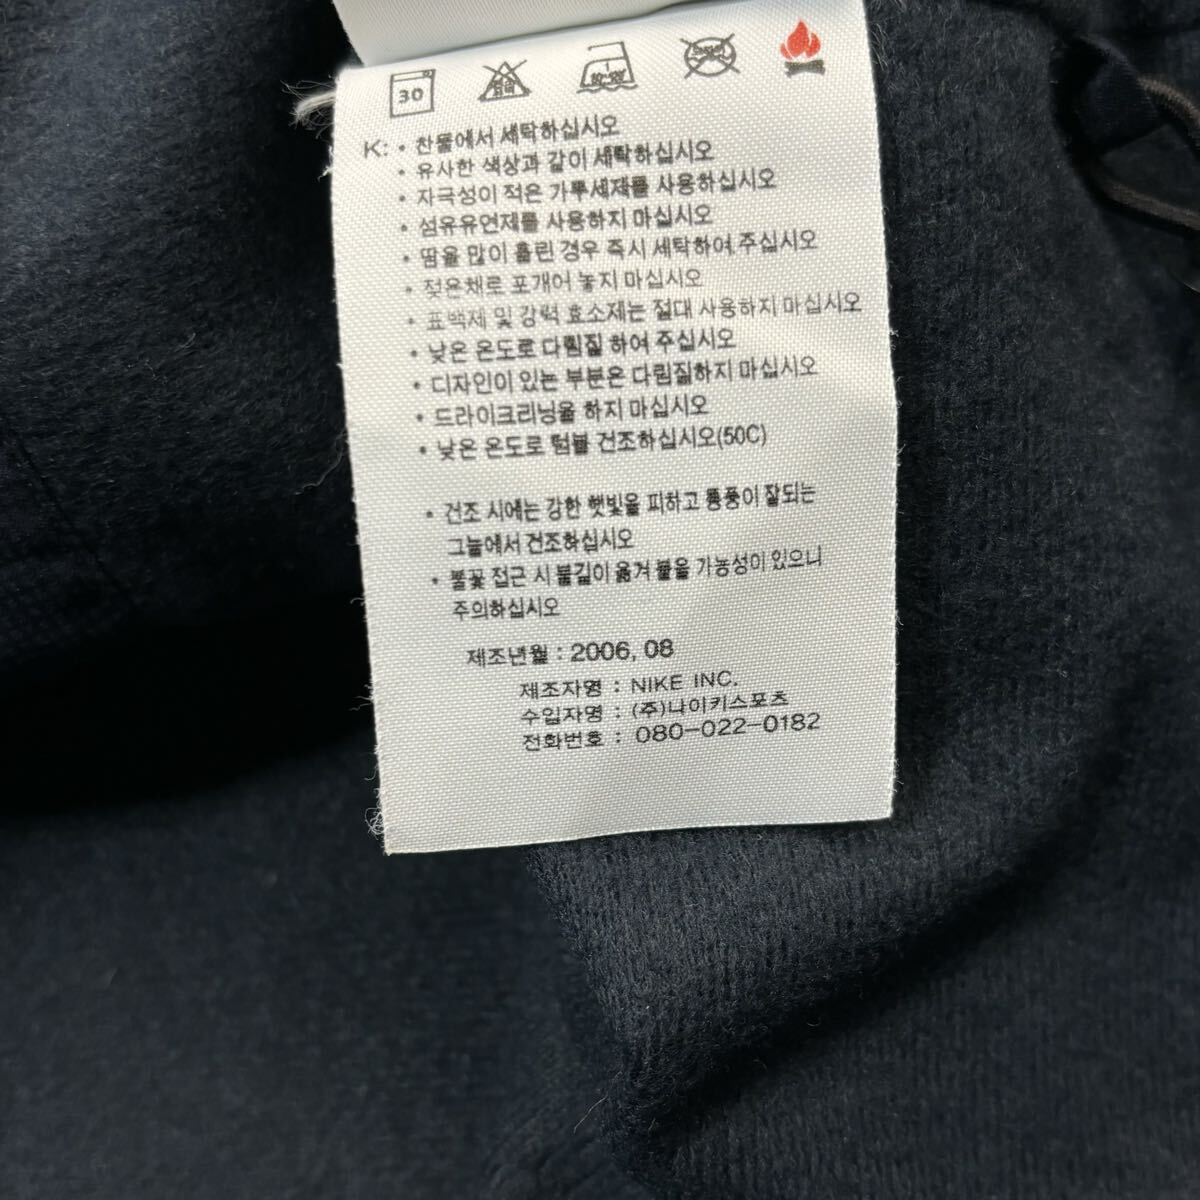 30
염소
표백
80-120℃
드라이
K: • 찬물에서 세탁하십시오
• 유사한 색상과 같이 세탁하십시오
• 자극성이 적은 가루세재를 사용하십시오
• 섬유유연제를 사용하지 마십시오
• 땀을 많이 흘린 경우 즉시 세탁하여 주십시오
• 젖은채로 포개어 놓지 마십시오
• 표백제 및 강력 효소제는 절대 사용하지 마십시오
• 낮은 온도로 다림질 하여 주십시오
• 디자인이 있는 부분은 다림질하지 마십시오
• 드라이크리닝을 하지 마십시오
• 낮은 온도로 텀블 건조하십시오(50C)
• 건조 시에는 강한 햇빛을 피하고 통풍이 잘되는
그늘에서 건조하십시오
• 불꽃 접근 시 불길이 옮겨 붙을 가능성이 있으니
주의하십시오
제조년월 : 2006, 08
제조자명 : NIKE INC.
수입자명 : (주)나이키스포츠
전화번호 : 080-022-0182